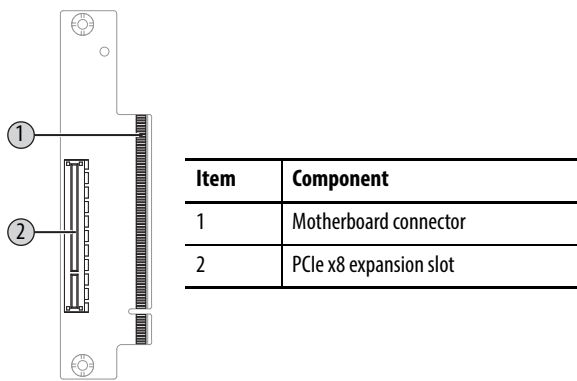 1
2
Item Component
1 Motherboard connector
2 PCIe x8 expansion slot